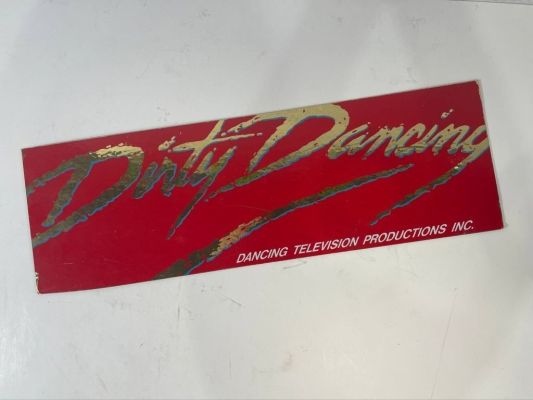 Dirty Dancing
DANCING TELEVISION PRODUCTIONS INC.